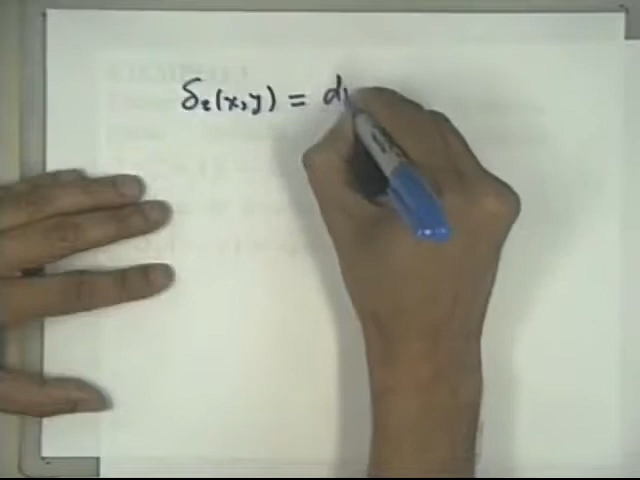 δ₂(x,y) = d